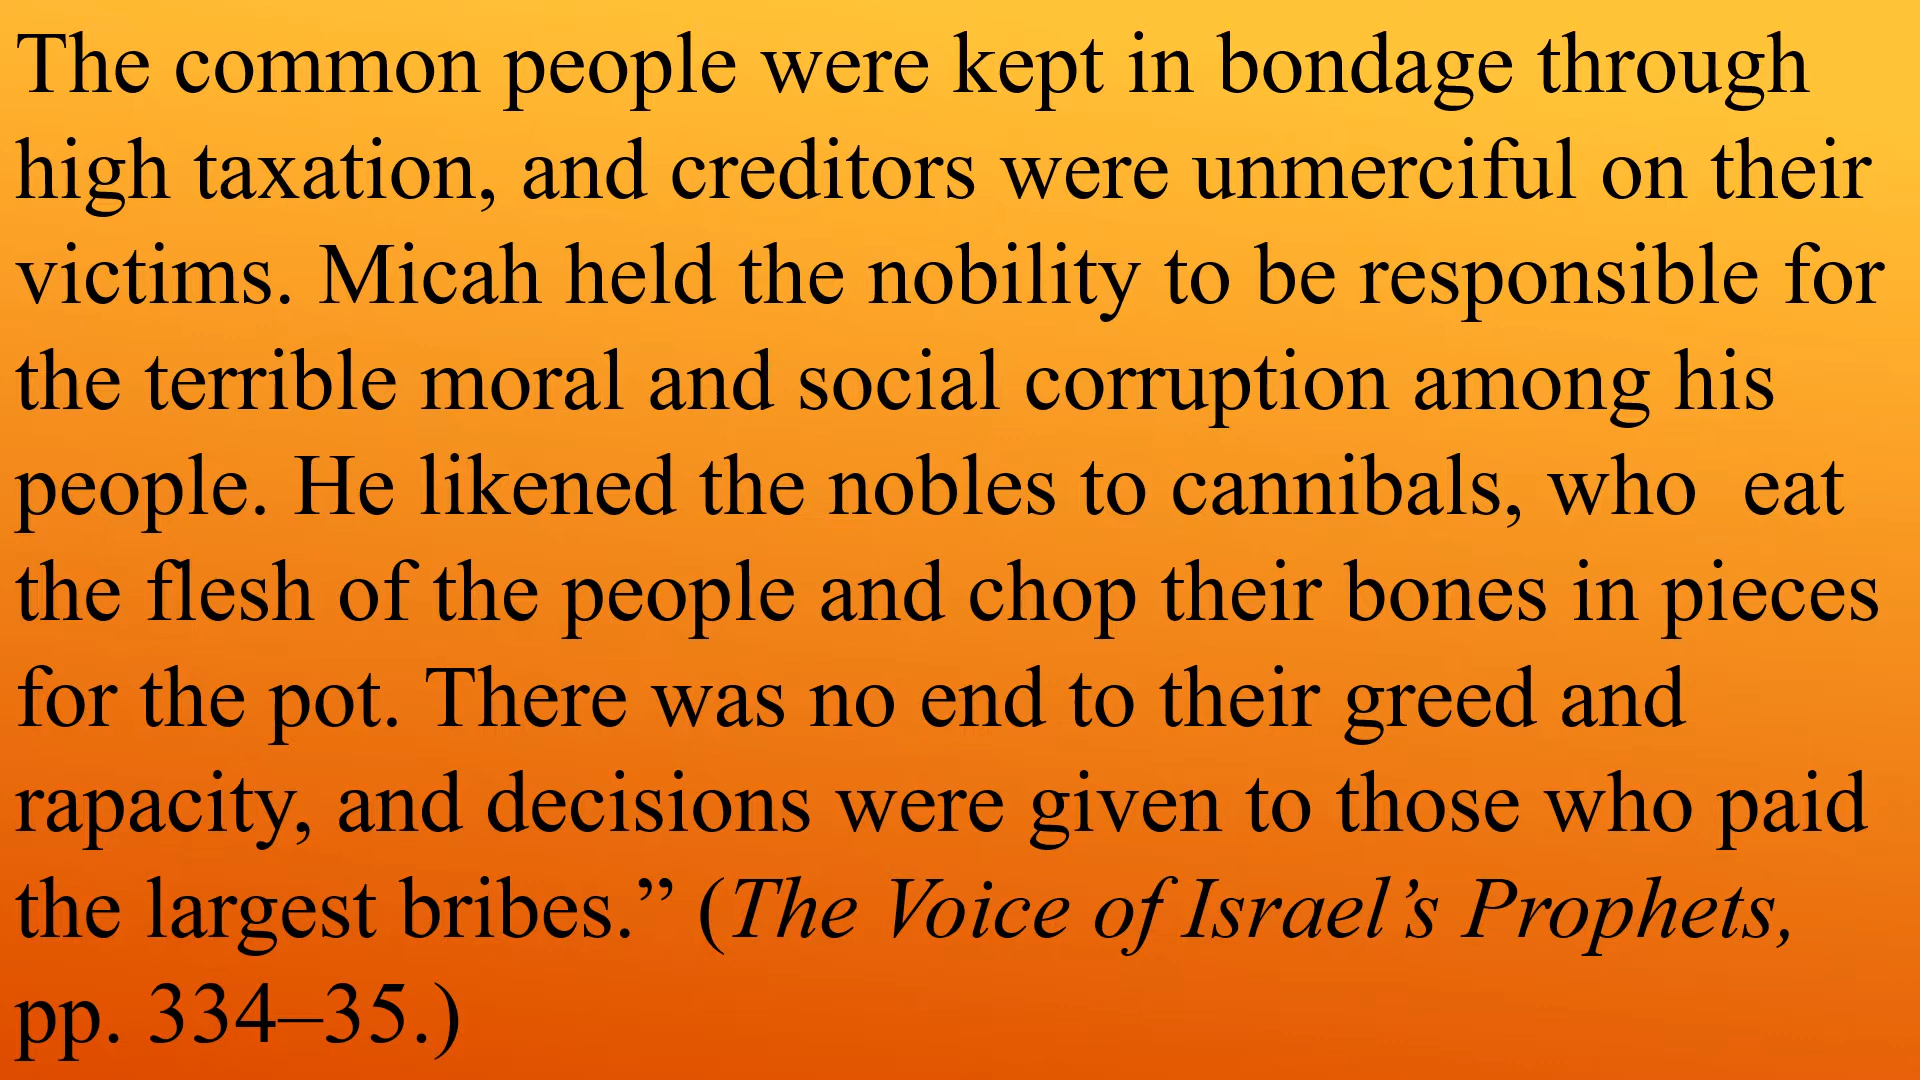 The common people were kept in bondage through
high taxation, and creditors were unmerciful on their
victims. Micah held the nobility to be responsible for
the terrible moral and social corruption among his
people. He likened the nobles to cannibals, who  eat
the flesh of the people and chop their bones in pieces
for the pot. There was no end to their greed and
rapacity, and decisions were given to those who paid
the largest bribes.” (The Voice of Israel’s Prophets,
pp. 334–35.)